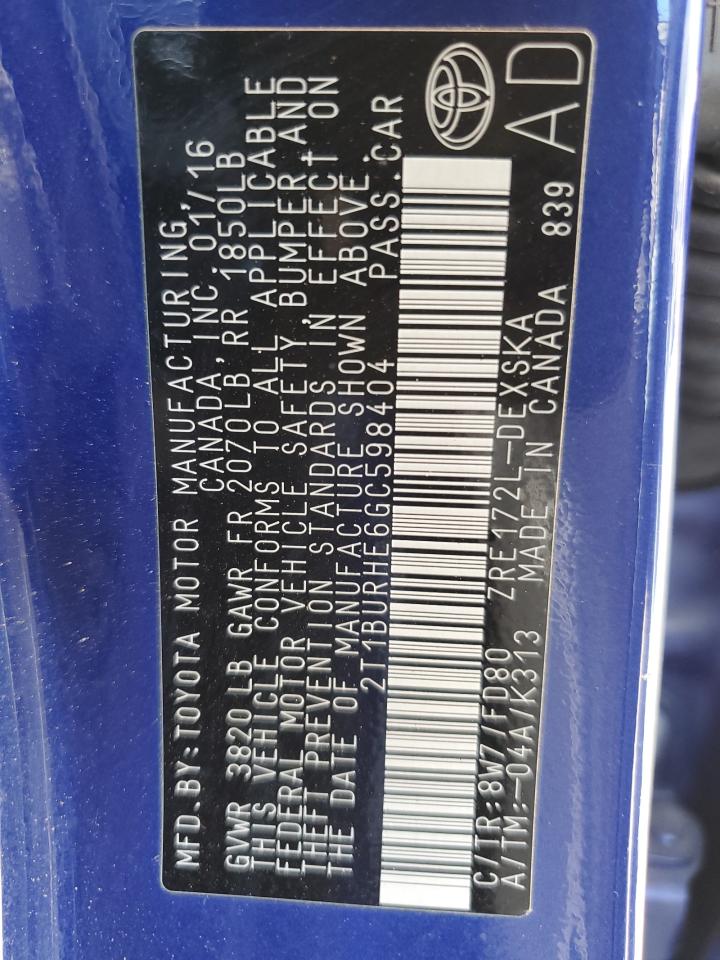 MFD.BY:TOYOTA MOTOR MANUFACTURING,
CANADA, INC. 01/16
GVWR 3820LB GAWR FR 2070LB, RR 1850LB
THIS VEHICLE CONFORMS TO ALL APPLICABLE
FEDERAL MOTOR VEHICLE SAFETY, BUMPER, AND
THEFT PREVENTION STANDARDS IN EFFECT ON
THE DATE OF MANUFACTURE SHOWN ABOVE.
2T1BURHE6GC598404 PASS.CAR
C/TR:8W7/FD80 ZRE172L-DEXSKA
A/TM:-04A/K313 MADE IN CANADA 839
AD